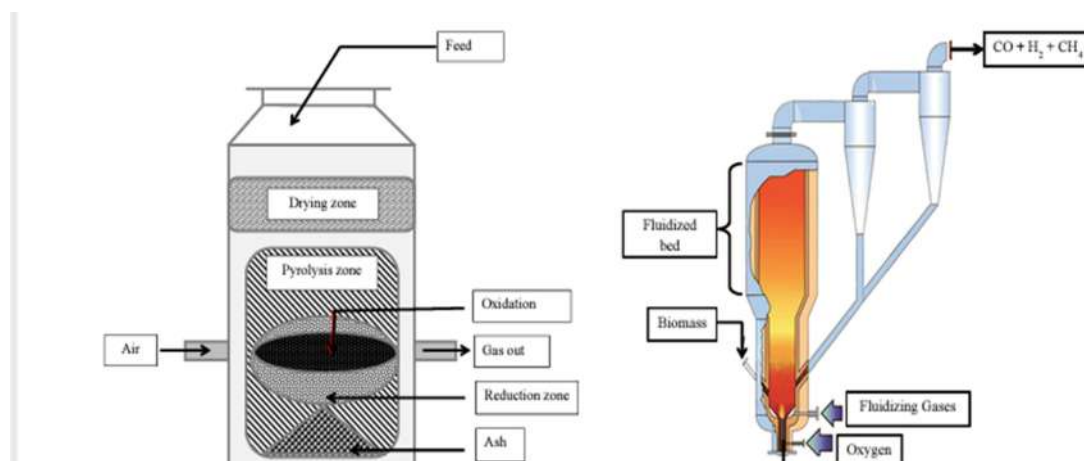 Feed
Drying zone
Pyrolysis zone
Oxidation
Air
Gas out
Reduction zone
Ash
CO + H₂ + CH₄
Fluidized
bed
Biomass
Fluidizing Gases
Oxygen